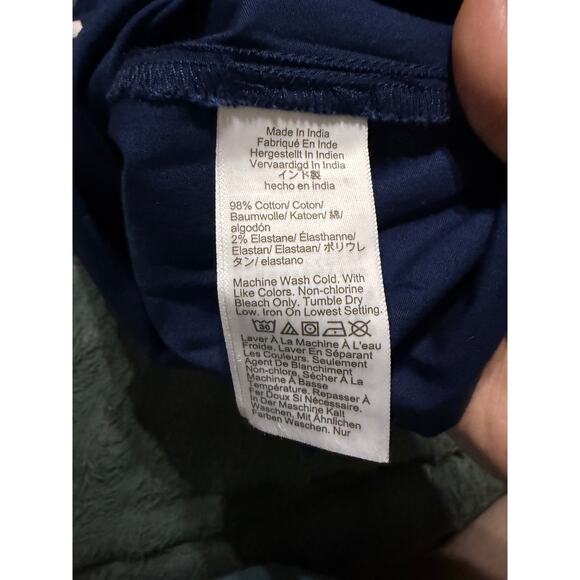 Made In India
Fabriqué En Inde
Hergestellt In Indien
Vervaardigd In India
インド製
hecho en india
98% Cotton/ Coton/
Baumwolle/ Katoen/ 綿/
algodón
2% Elastane/ Élasthanne/
Elastan/ Elastaan/ ポリウレ
タン/ elastano
Machine Wash Cold. With
Like Colors. Non-chlorine
Bleach Only. Tumble Dry
Low. Iron On Lowest Setting.
30
Laver À La Machine À L'eau
Froide. Laver En Séparant
Les Couleurs. Seulement
Agent De Blanchiment
Non-chlore. Sécher À La
Machine À Basse
Température. Repasser À
Fer Doux Si Nécessaire.
In Der Maschine Kalt
Waschen. Mit Ähnlichen
Farben Waschen. Nur